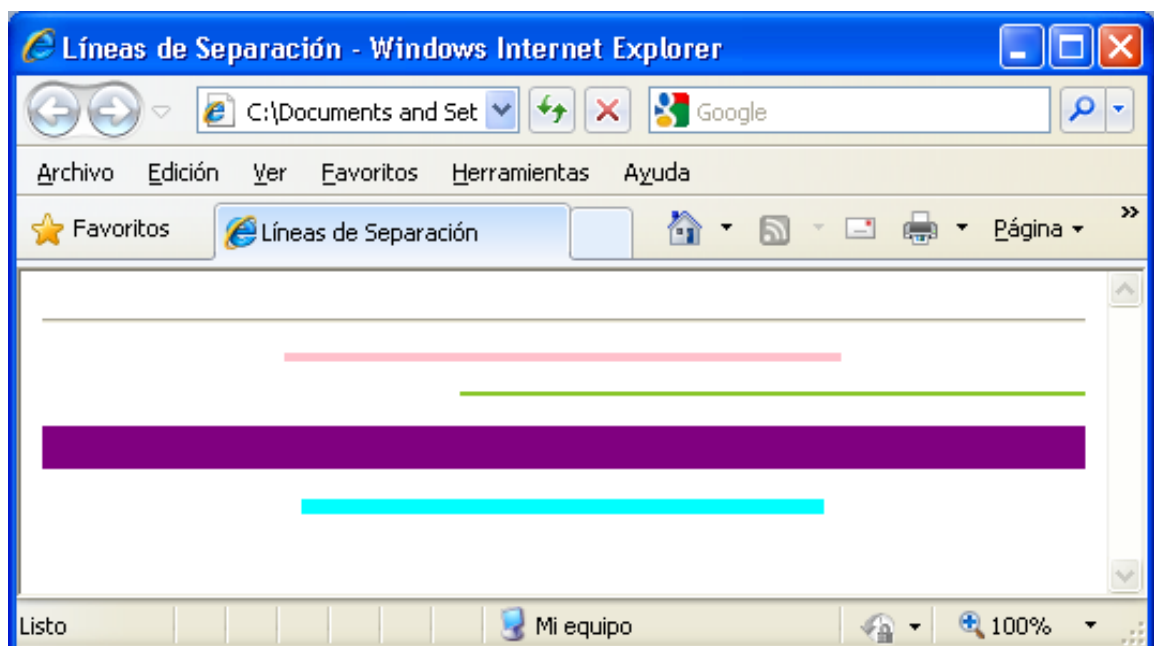 Líneas de Separación - Windows Internet Explorer
C:\Documents and Set
Google
Archivo Edición Ver Favoritos Herramientas Ayuda
Favoritos
Líneas de Separación
Página
Listo
Mi equipo
100%